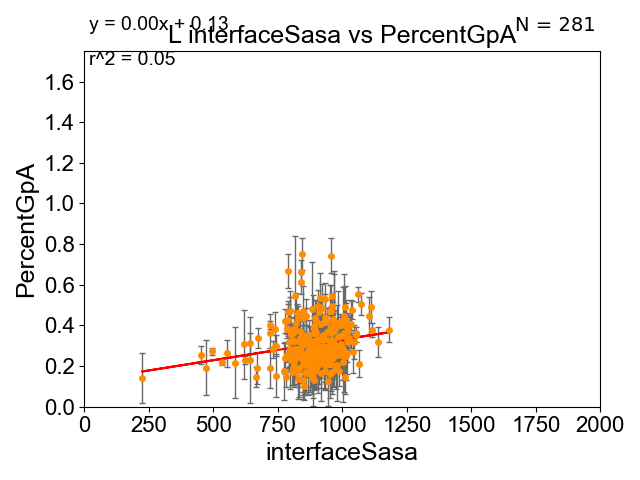 y = 0.00x + 0.13
N = 281
L interfaceSasa vs PercentGpA
r^2 = 0.05
1.6
1.4
1.2
1.0
0.8
0.6
0.4
0.2
0.0
PercentGpA
0 250 500 750 1000 1250 1500 1750 2000
interfaceSasa